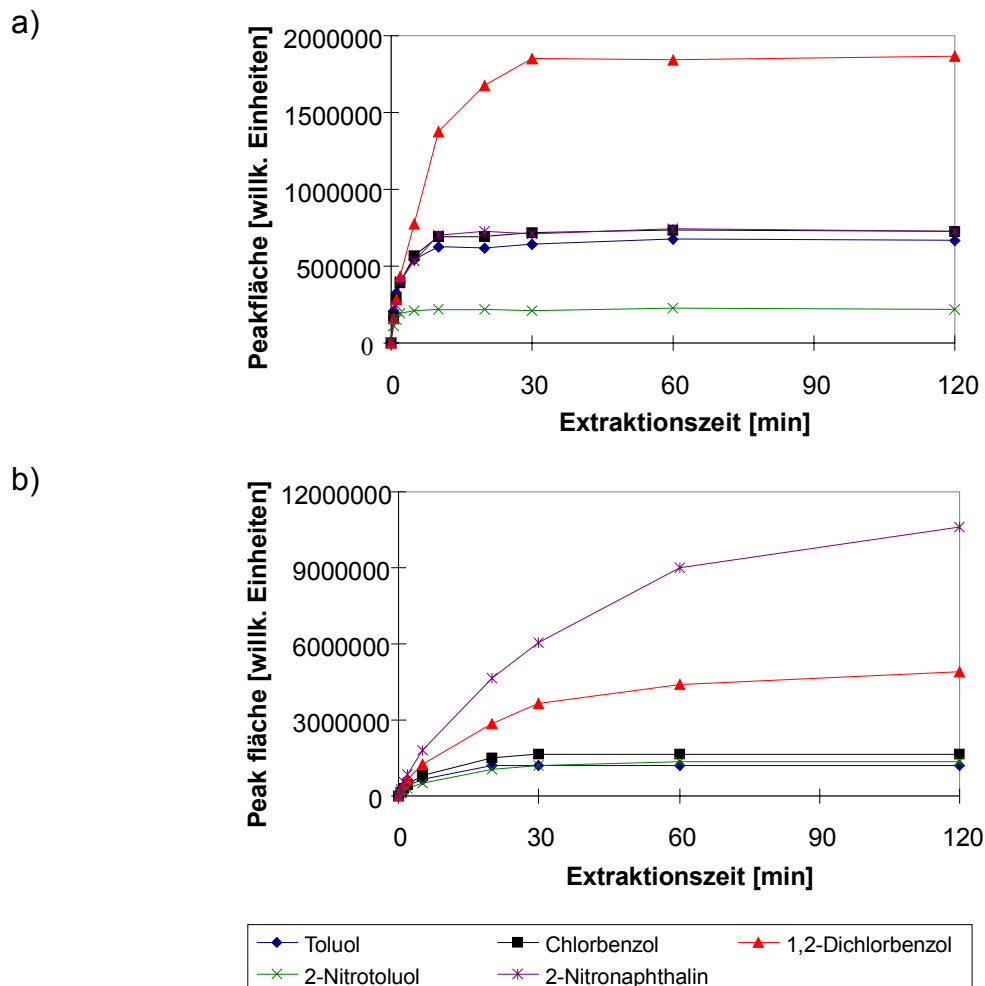 a)
Peakfläche [willk. Einheiten]
2000000
1500000
1000000
500000
0
0 30 60 90 120
Extraktionszeit [min]
b)
Peak fläche [willk. Einheiten]
12000000
9000000
6000000
3000000
0
0 30 60 90 120
Extraktionszeit [min]
Toluol Chlorbenzol 1,2-Dichlorbenzol
2-Nitrotoluol 2-Nitronaphthalin